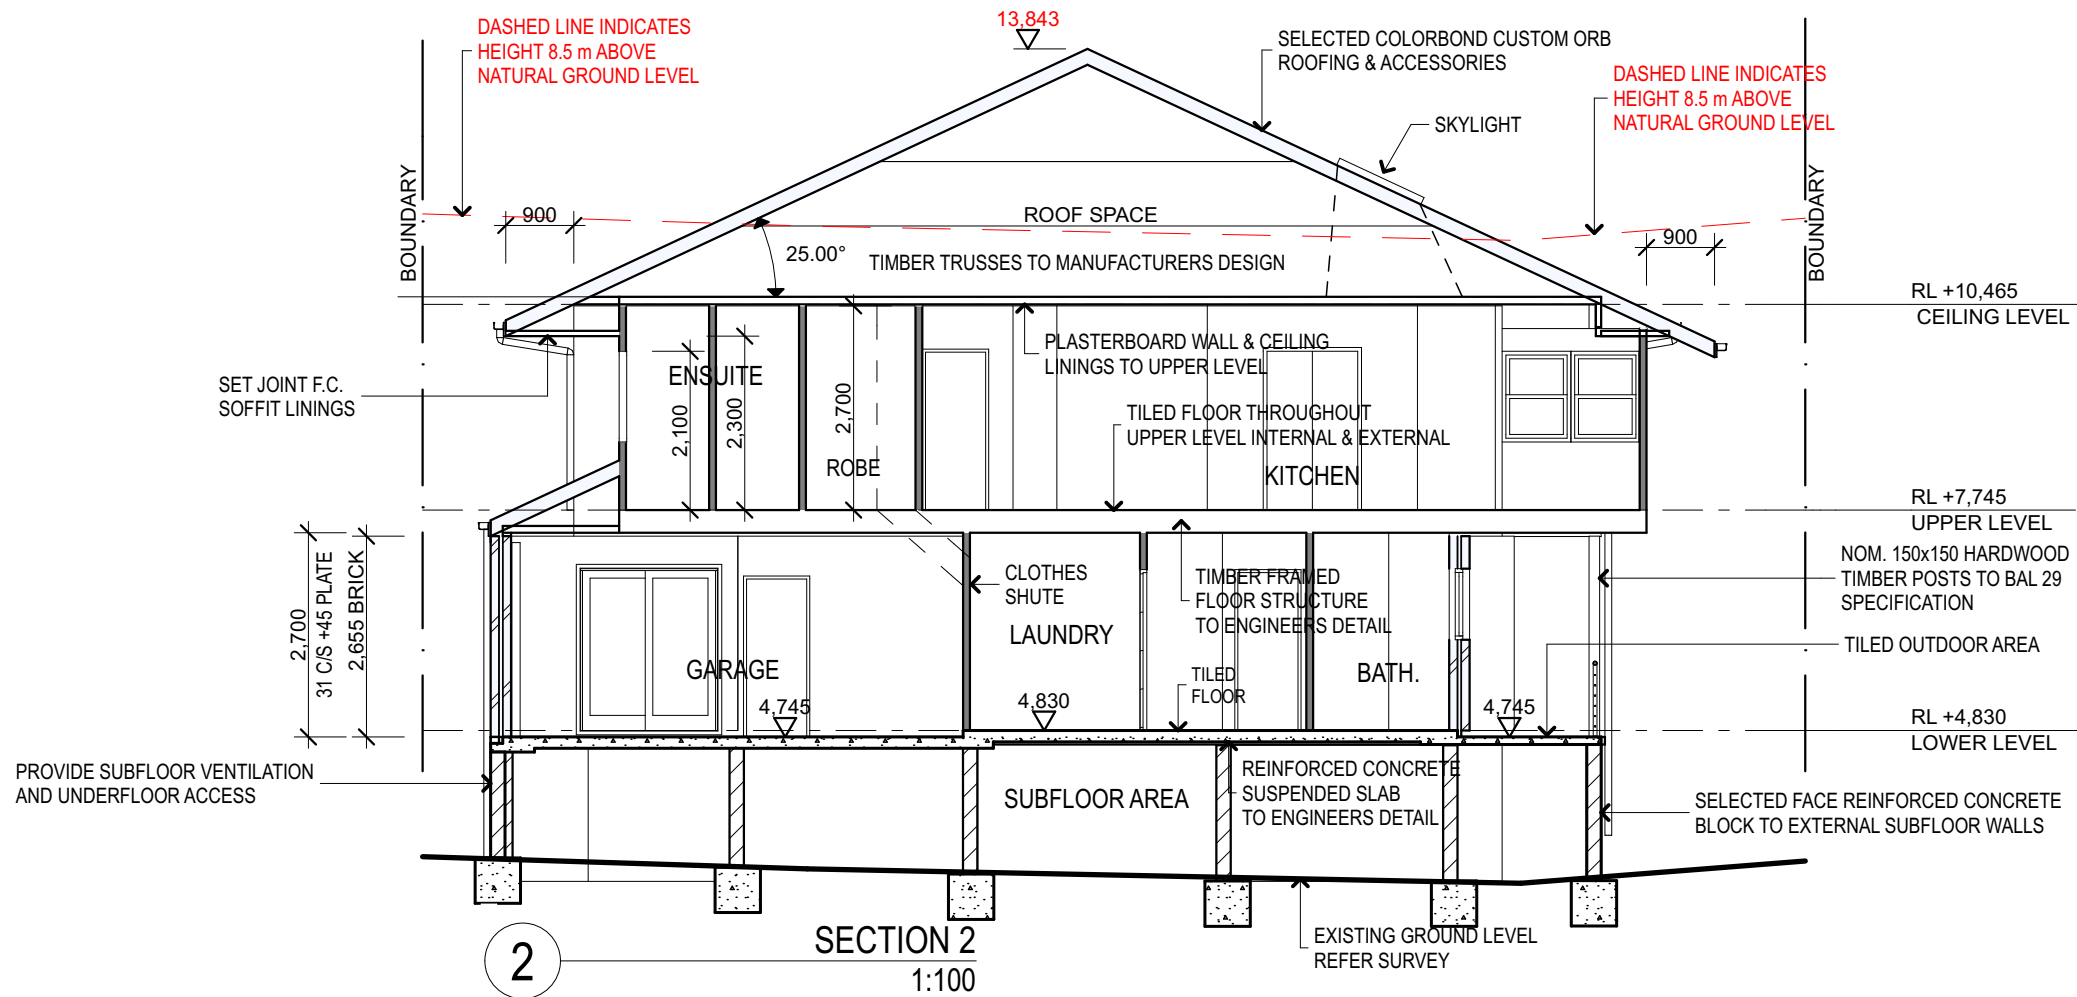 DASHED LINE INDICATES
HEIGHT 8.5 m ABOVE
NATURAL GROUND LEVEL
13,843
SELECTED COLORBOND CUSTOM ORB
ROOFING & ACCESSORIES
DASHED LINE INDICATES
HEIGHT 8.5 m ABOVE
NATURAL GROUND LEVEL
SKYLIGHT
BOUNDARY
BOUNDARY
900
ROOF SPACE
900
25.00°
TIMBER TRUSSES TO MANUFACTURERS DESIGN
RL +10,465
CEILING LEVEL
PLASTERBOARD WALL & CEILING
LININGS TO UPPER LEVEL
ENSUITE
SET JOINT F.C.
SOFFIT LININGS
2,100
2,300
2,700
TILED FLOOR THROUGHOUT
UPPER LEVEL INTERNAL & EXTERNAL
ROBE
KITCHEN
RL +7,745
UPPER LEVEL
2,700
31 C/S +45 PLATE
2,655 BRICK
NOM. 150x150 HARDWOOD
TIMBER POSTS TO BAL 29
SPECIFICATION
CLOTHES
SHUTE
TIMBER FRAMED
FLOOR STRUCTURE
TO ENGINEERS DETAIL
LAUNDRY
GARAGE
TILED OUTDOOR AREA
BATH.
TILED
FLOOR
4,745
4,830
4,745
RL +4,830
LOWER LEVEL
PROVIDE SUBFLOOR VENTILATION
AND UNDERFLOOR ACCESS
SUBFLOOR AREA
REINFORCED CONCRETE
SUSPENDED SLAB
TO ENGINEERS DETAIL
SELECTED FACE REINFORCED CONCRETE
BLOCK TO EXTERNAL SUBFLOOR WALLS
2
SECTION 2
1:100
EXISTING GROUND LEVEL
REFER SURVEY